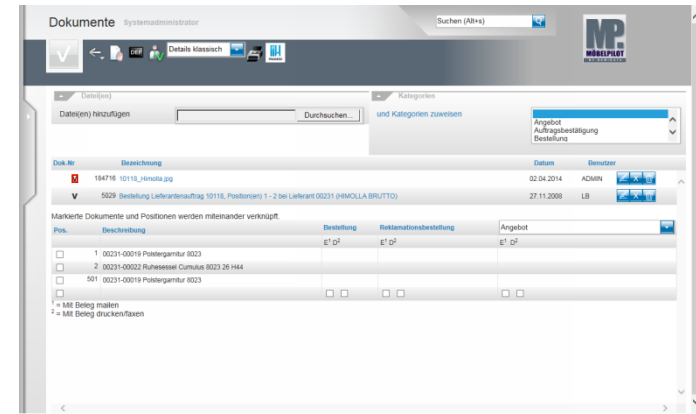 Dokumente Systemadministrator
Suchen (Alt+s)
MP
MÖBELPILOT
DEF
Details klassisch
Datei(en)
Kategorien
Datei(en) hinzufügen
Durchsuchen...
und Kategorien zuweisen
Angebot
Auftragsbestätigung
Bestellung
Dok-Nr Bezeichnung Datum Benutzer
V 184716 10118_Himolla.jpg 02.04.2014 ADMIN
V 5029 Bestellung Lieferantenauftrag 10118, Position(en) 1 - 2 bei Lieferant 00231 (HIMOLLA BRUTTO) 27.11.2008 LB
Markierte Dokumente und Positionen werden miteinander verknüpft.
Pos. Beschreibung Bestellung Reklamationsbestellung Angebot
E¹ D² E¹ D² E¹ D²
1 00231-00019 Polstergarnitur 8023
2 00231-00022 Ruhesessel Cumulus 8023 26 H44
501 00231-00019 Polstergarnitur 8023
¹ = Mit Beleg mailen
² = Mit Beleg drucken/faxen